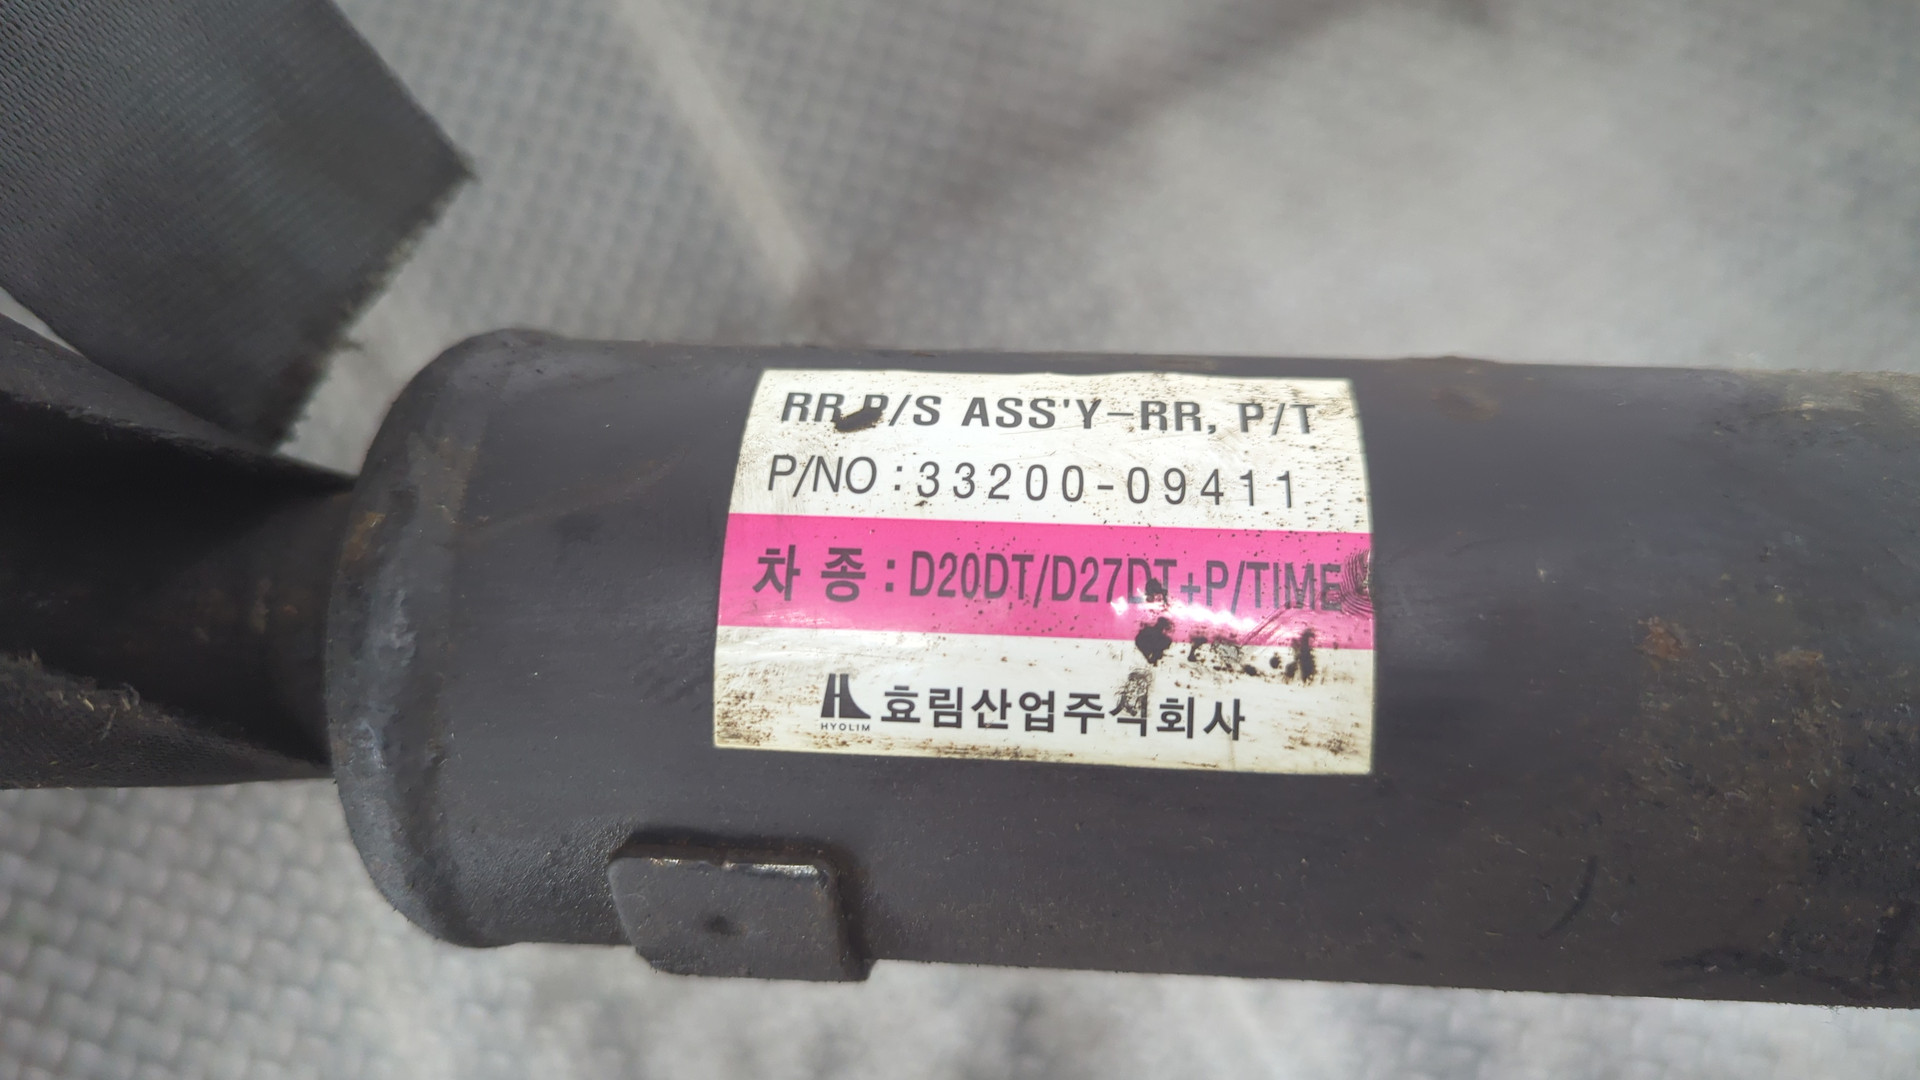 RR P/S ASS'Y-RR, P/T
P/NO : 33200-09411
차 종 : D20DT/D27DT+P/TIME
HYOLIM 효림산업주식회사